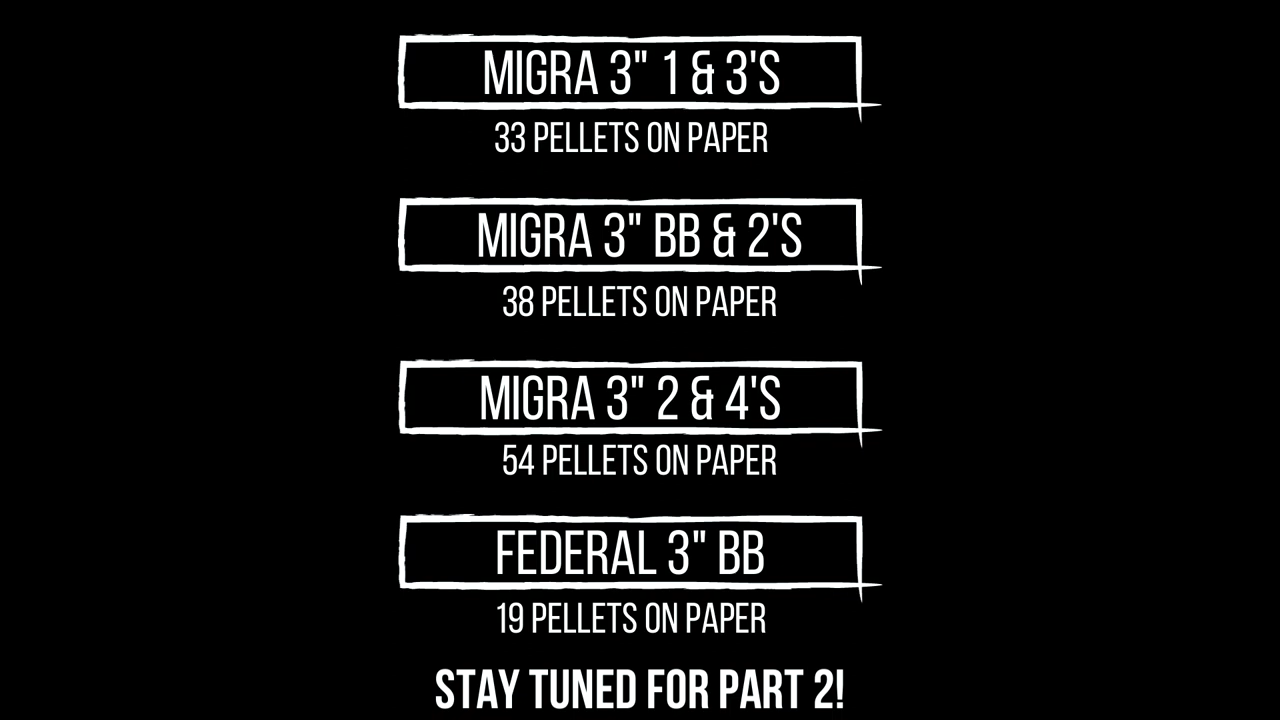 MIGRA 3" 1 & 3'S
33 PELLETS ON PAPER
MIGRA 3" BB & 2'S
38 PELLETS ON PAPER
MIGRA 3" 2 & 4'S
54 PELLETS ON PAPER
FEDERAL 3" BB
19 PELLETS ON PAPER
STAY TUNED FOR PART 2!